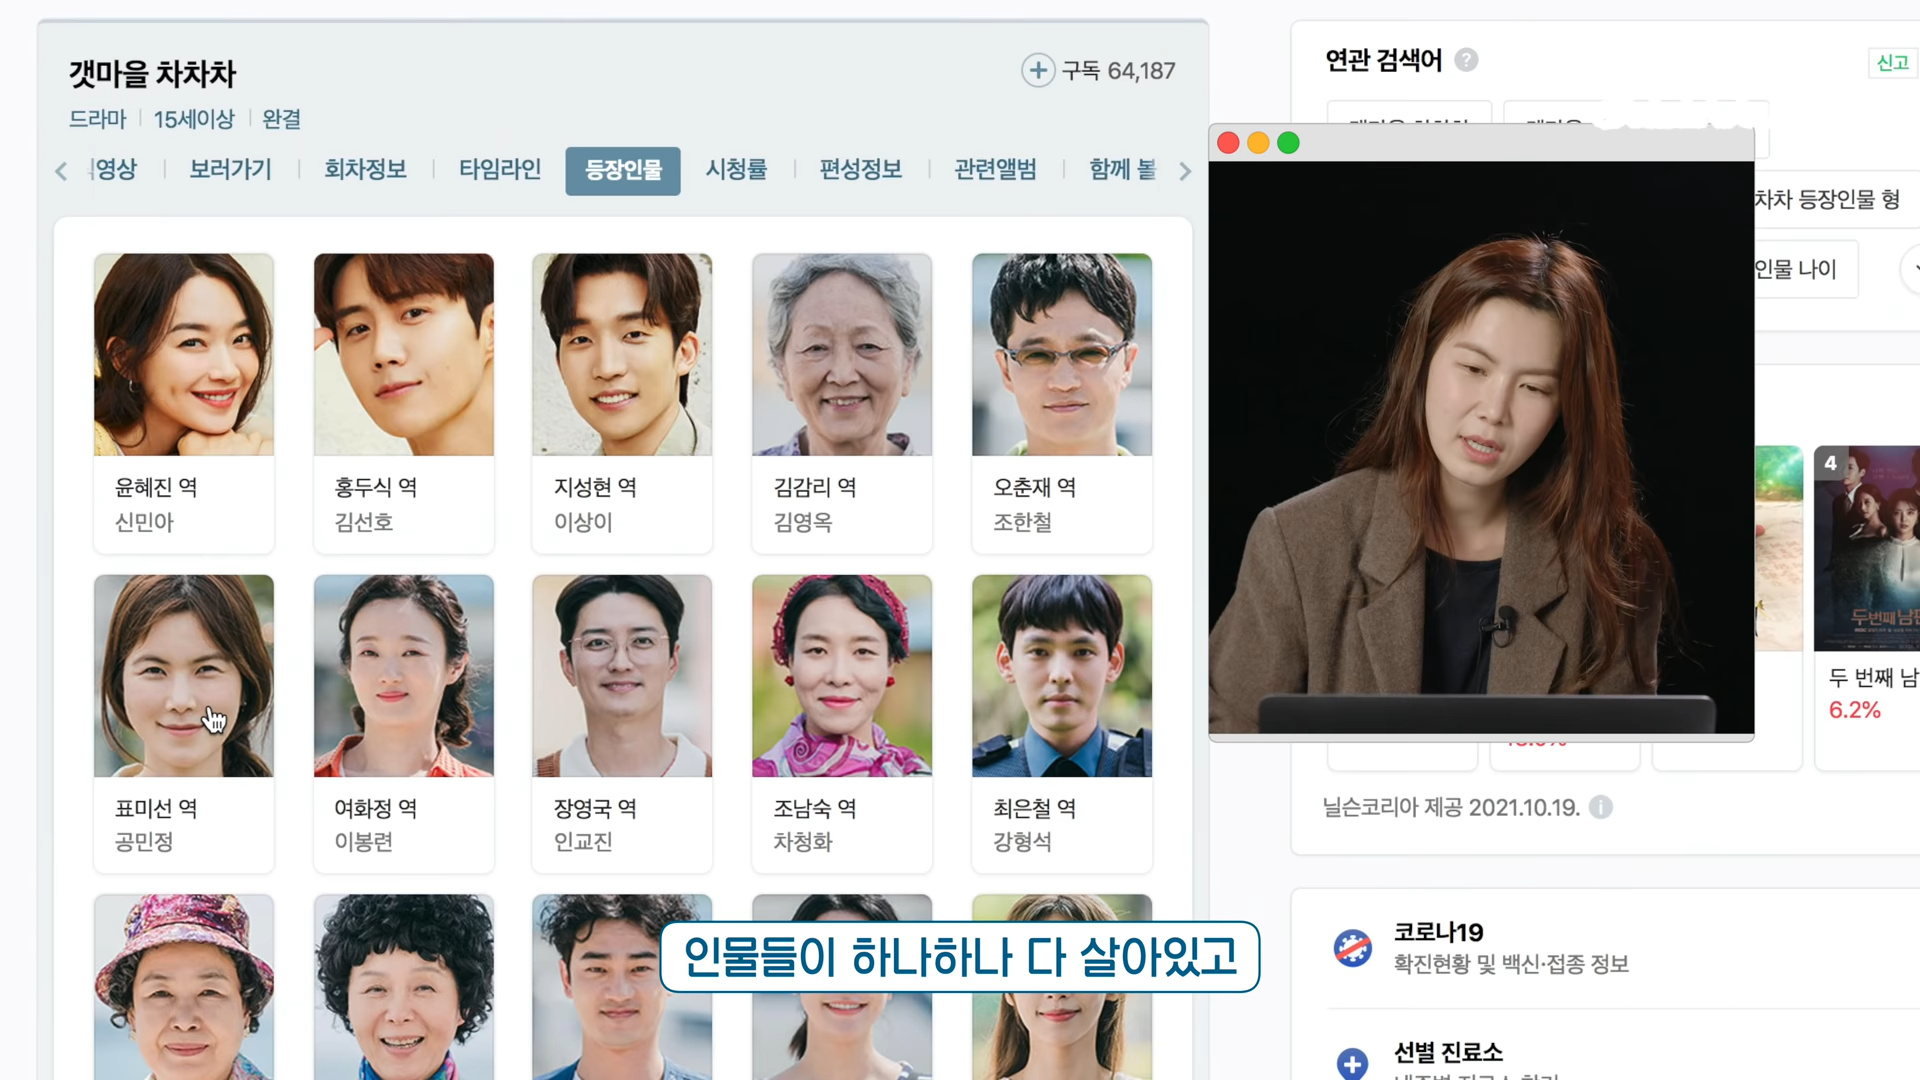 갯마을 차차차
구독 64,187
드라마 15세이상 완결
영상 보러가기 회차정보 타임라인 등장인물 시청률 편성정보 관련앨범 함께 볼
윤혜진 역
신민아
홍두식 역
김선호
지성현 역
이상이
김감리 역
김영옥
오춘재 역
조한철
표미선 역
공민정
여화정 역
이봉련
장영국 역
인교진
조남숙 역
차청화
최은철 역
강형석
인물들이 하나하나 다 살아있고
연관 검색어 ?
신고
차차 등장인물 형
인물 나이
4
두번째 남편
두 번째 남
6.2%
닐슨코리아 제공 2021.10.19.
코로나19
확진현황 및 백신·접종 정보
선별 진료소